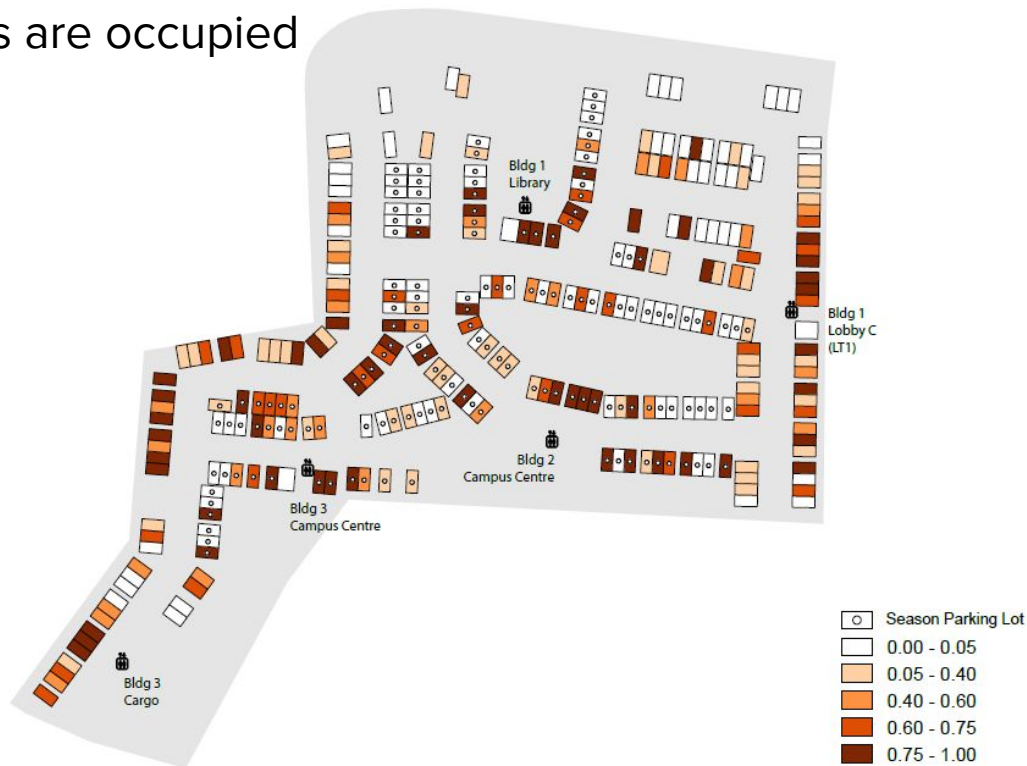 s are occupied
Bldg 1
Library
Bldg 1
Lobby C
(LT1)
Bldg 2
Campus Centre
Bldg 3
Campus Centre
Bldg 3
Cargo
Season Parking Lot
0.00 - 0.05
0.05 - 0.40
0.40 - 0.60
0.60 - 0.75
0.75 - 1.00